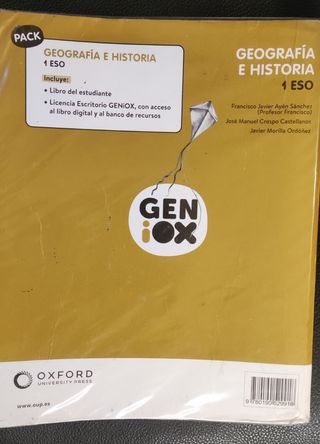 PACK
GEOGRAFÍA E HISTORIA
1 ESO
Incluye:
• Libro del estudiante
• Licencia Escritorio GENiOX, con acceso
al libro digital y al banco de recursos
GEOGRAFÍA
E HISTORIA
1 ESO
Francisco Javier Ayén Sánchez
(Profesor Francisco)
José Manuel Crespo Castellanos
Javier Morilla Ordóñez
GEN
iOX
OXFORD
UNIVERSITY PRESS
www.oup.es
9780190529918